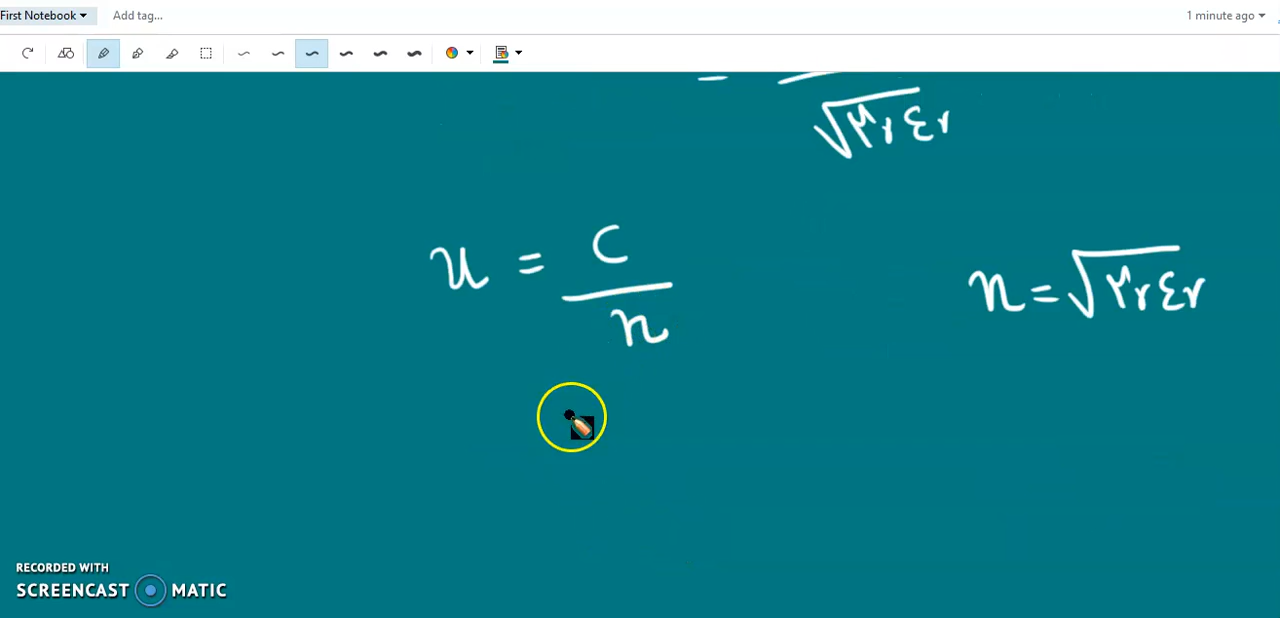 First Notebook Add tag... 1 minute ago
=
√μrεr
u = c/n
n = √μrεr
RECORDED WITH
SCREENCAST MATIC